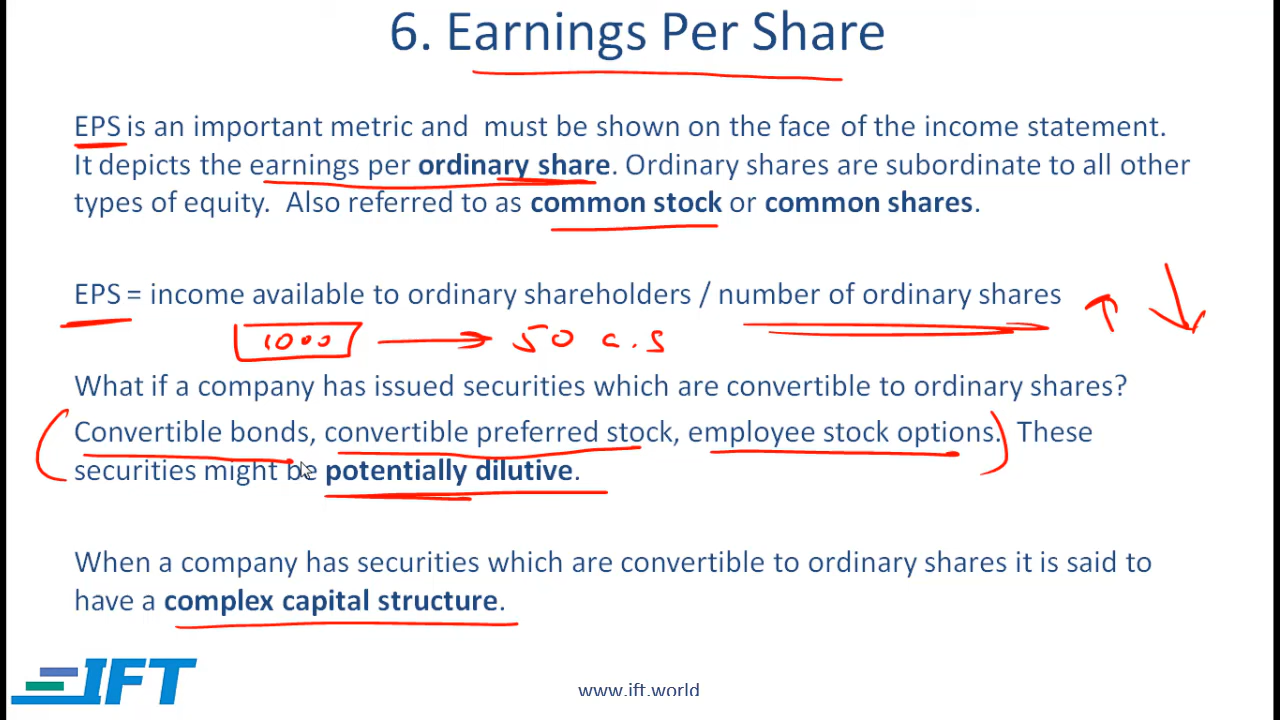 6. Earnings Per Share
EPS is an important metric and must be shown on the face of the income statement.
It depicts the earnings per ordinary share. Ordinary shares are subordinate to all other
types of equity. Also referred to as common stock or common shares.
EPS = income available to ordinary shareholders / number of ordinary shares
1000 → 50 c.s
What if a company has issued securities which are convertible to ordinary shares?
Convertible bonds, convertible preferred stock, employee stock options. These
securities might be potentially dilutive.
When a company has securities which are convertible to ordinary shares it is said to
have a complex capital structure.
IFT
www.ift.world